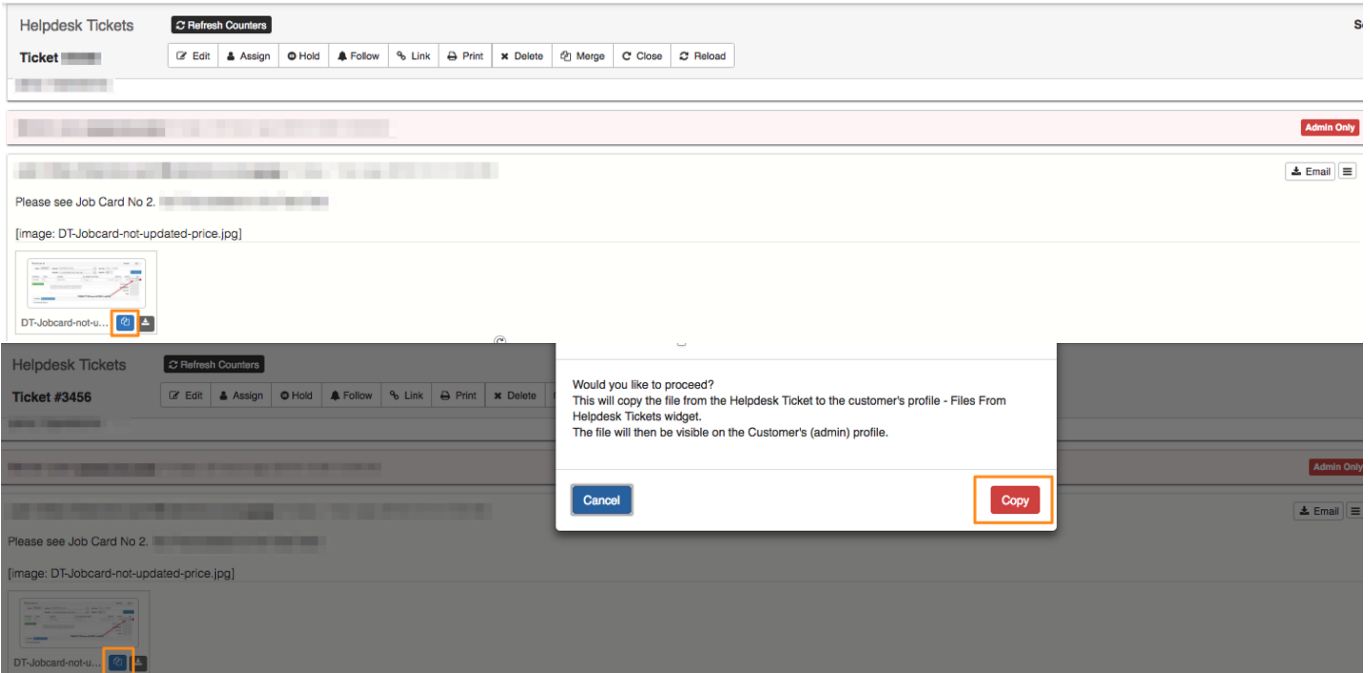 Helpdesk Tickets Refresh Counters
Ticket Edit Assign Hold Follow Link Print Delete Merge Close Reload
Admin Only
Email
Please see Job Card No 2.
[image: DT-Jobcard-not-updated-price.jpg]
DT-Jobcard-not-u...
Helpdesk Tickets Refresh Counters
Ticket #3456 Edit Assign Hold Follow Link Print Delete
Would you like to proceed?
This will copy the file from the Helpdesk Ticket to the customer's profile - Files From
Helpdesk Tickets widget.
The file will then be visible on the Customer's (admin) profile.
Cancel Copy
Admin Only
Email
Please see Job Card No 2.
[image: DT-Jobcard-not-updated-price.jpg]
DT-Jobcard-not-u...